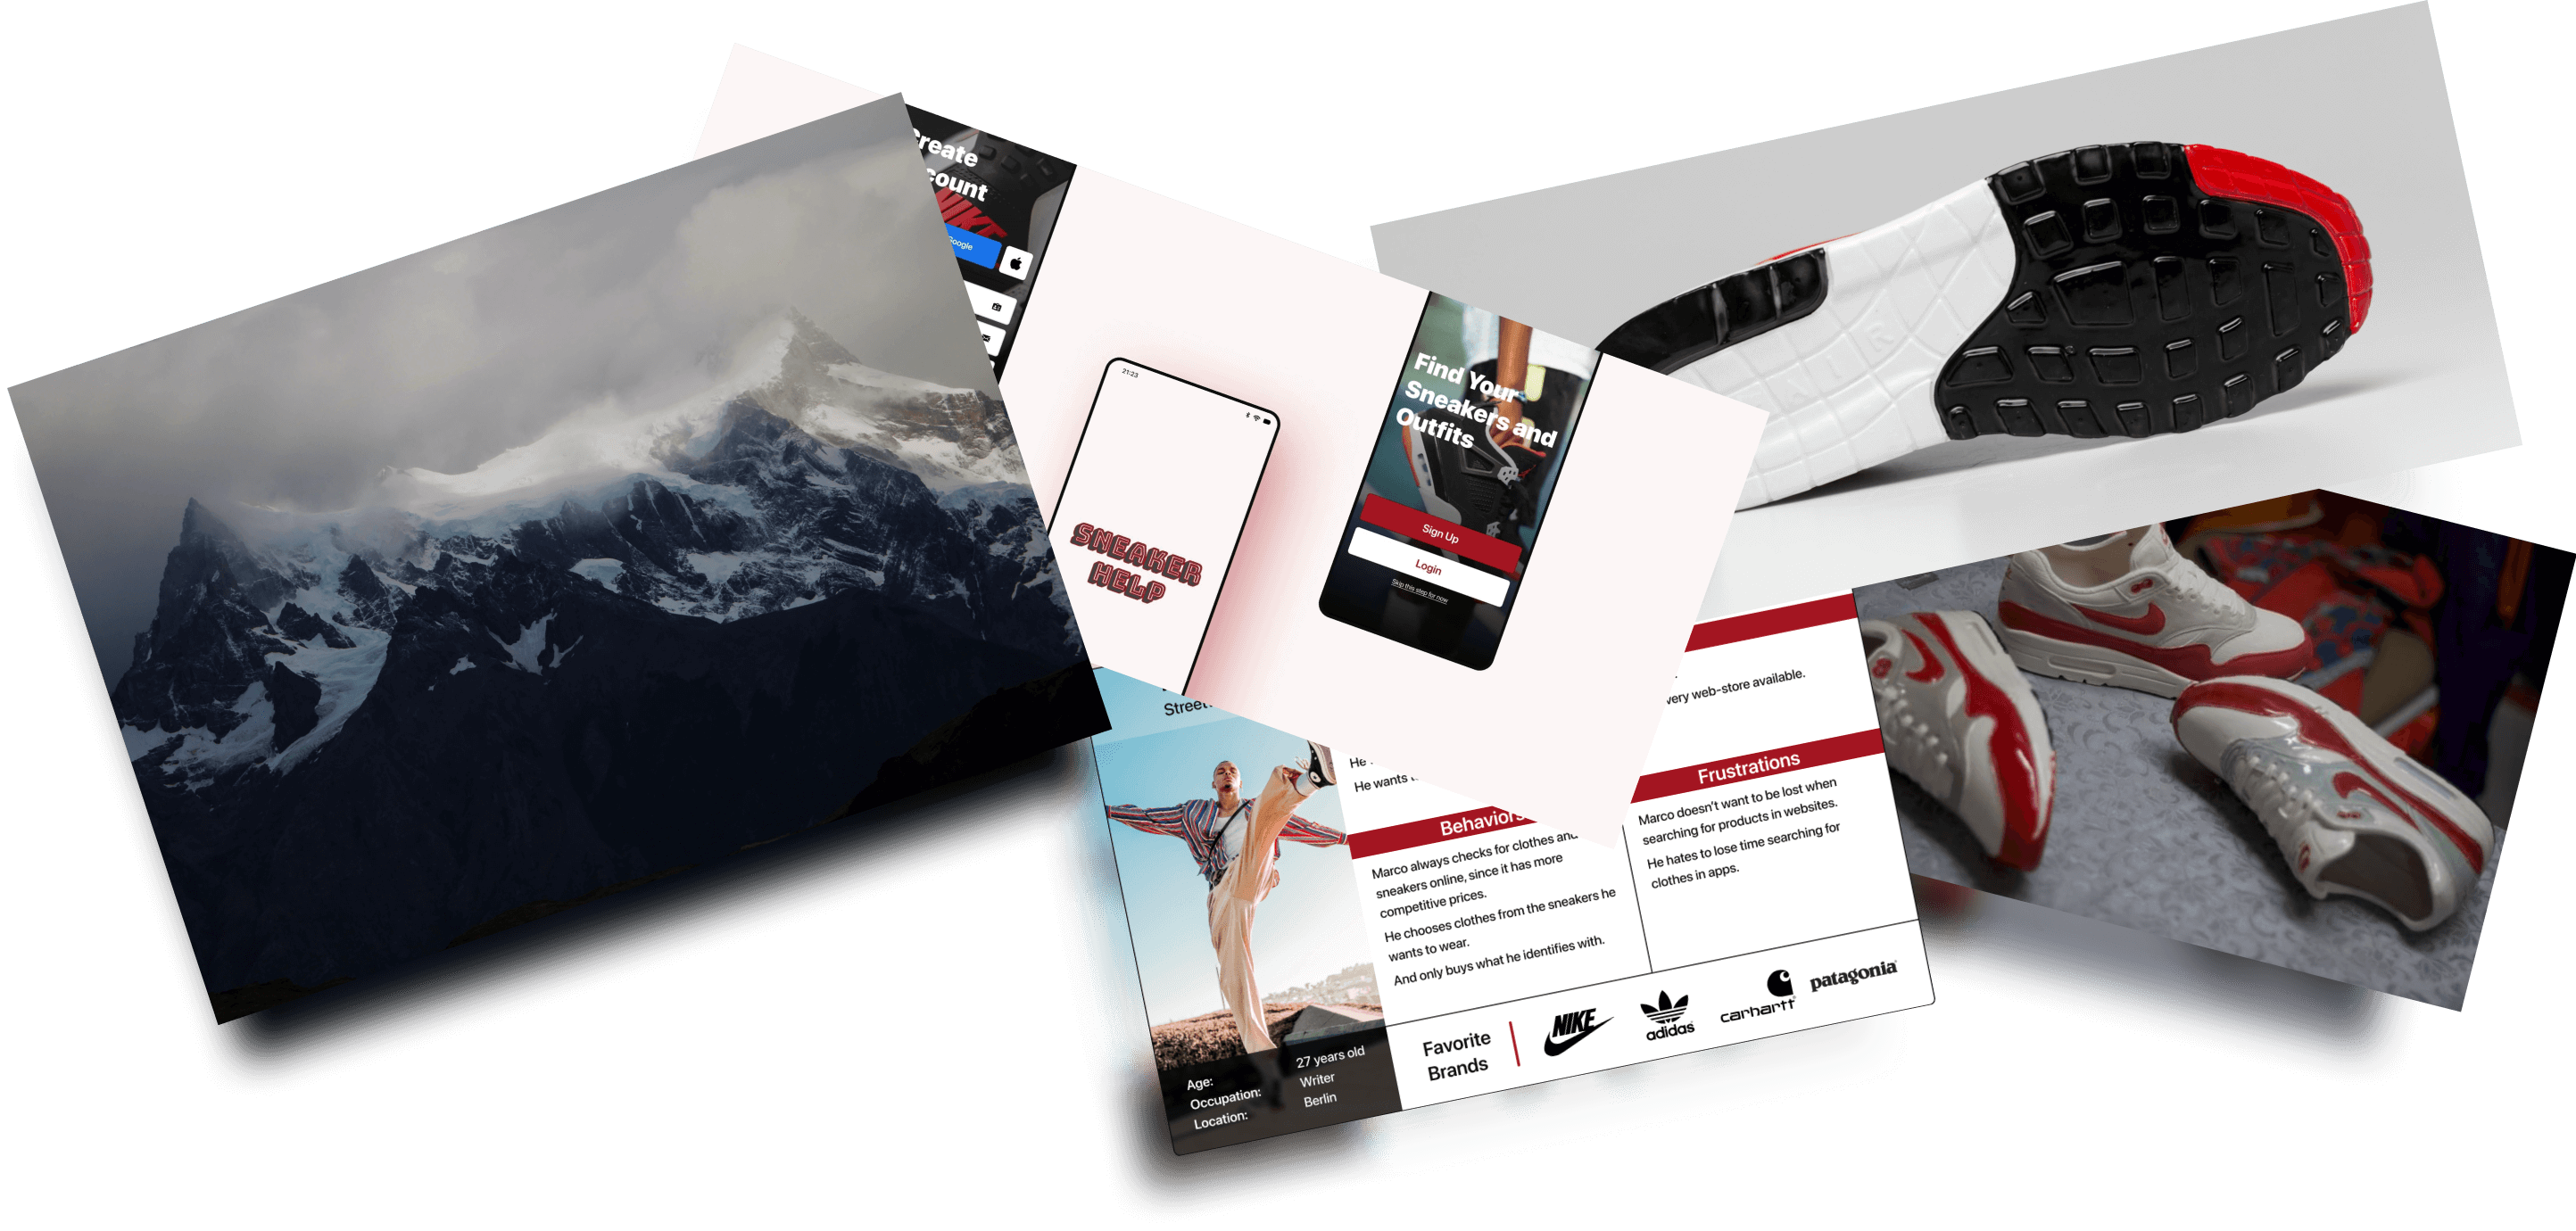 Create
Account
NIKE
Google
21:23
SNEAKER
HELP
Find Your
Sneakers and
Outfits
Sign Up
Login
Skip this step for now
AIR
web-store available.
He
He wants
Behaviors
Marco always checks for clothes and
sneakers online, since it has more
competitive prices.
He chooses clothes from the sneakers he
wants to wear.
And only buys what he identifies with.
Frustrations
Marco doesn't want to be lost when
searching for products in websites.
He hates to lose time searching for
clothes in apps.
Age: 27 years old
Occupation: Writer
Location: Berlin
Favorite
Brands
NIKE
adidas
carhartt
patagonia